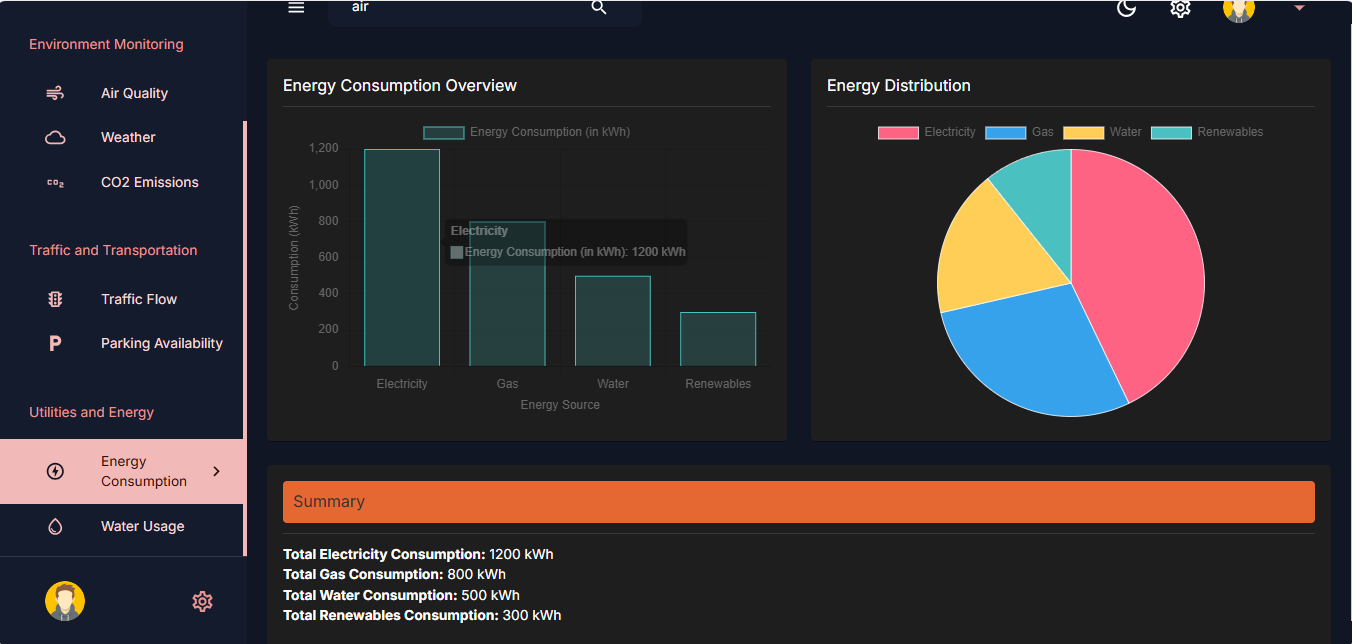 air
Environment Monitoring
Air Quality
Weather
CO2 Emissions
Traffic and Transportation
Traffic Flow
Parking Availability
Utilities and Energy
Energy
Consumption
Water Usage
Energy Consumption Overview
Energy Consumption (in kWh)
1,200
1,000
800
600
400
200
0
Consumption (kWh)
Electricity
Energy Consumption (in kWh): 1200 kWh
Electricity Gas Water Renewables
Energy Source
Energy Distribution
Electricity Gas Water Renewables
Summary
Total Electricity Consumption: 1200 kWh
Total Gas Consumption: 800 kWh
Total Water Consumption: 500 kWh
Total Renewables Consumption: 300 kWh